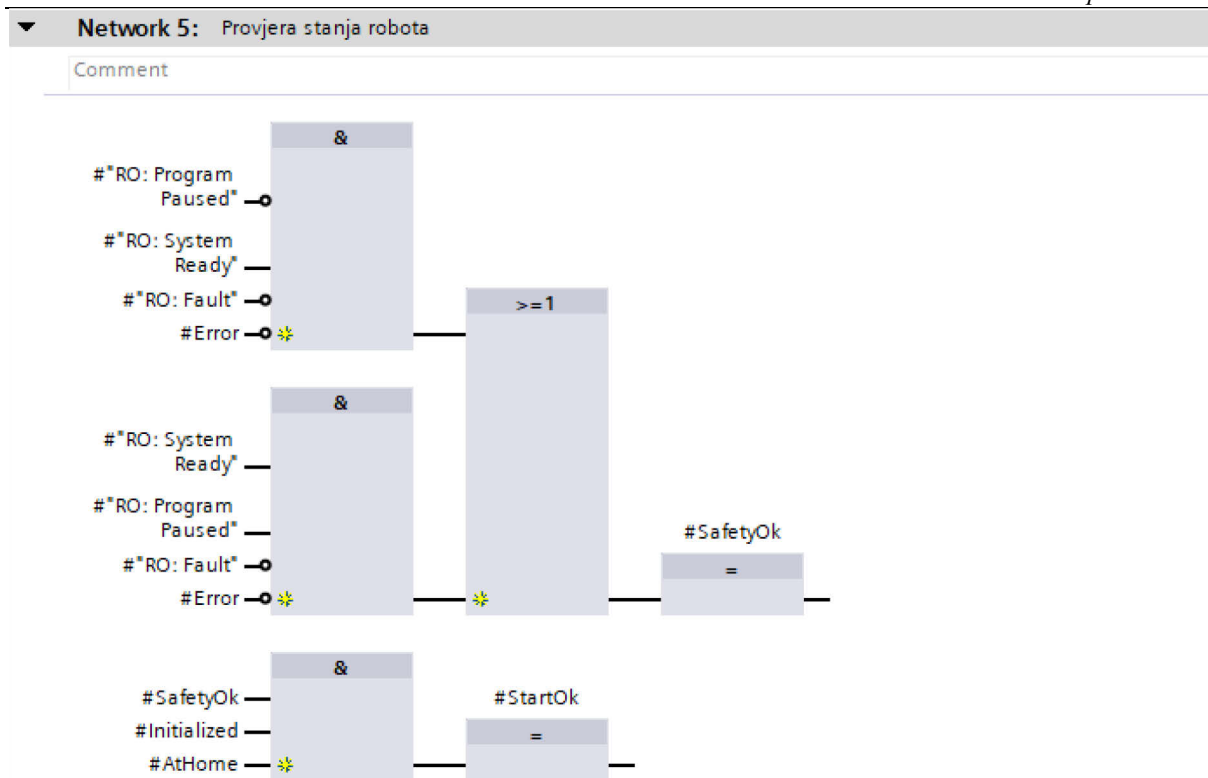 Network 5: Provjera stanja robota
Comment
&
#"RO: Program
Paused"
#"RO: System
Ready"
#"RO: Fault"
#Error
>=1
&
#"RO: System
Ready"
#"RO: Program
Paused"
#"RO: Fault"
#Error
#SafetyOk
=
&
#SafetyOk
#Initialized
#AtHome
#StartOk
=